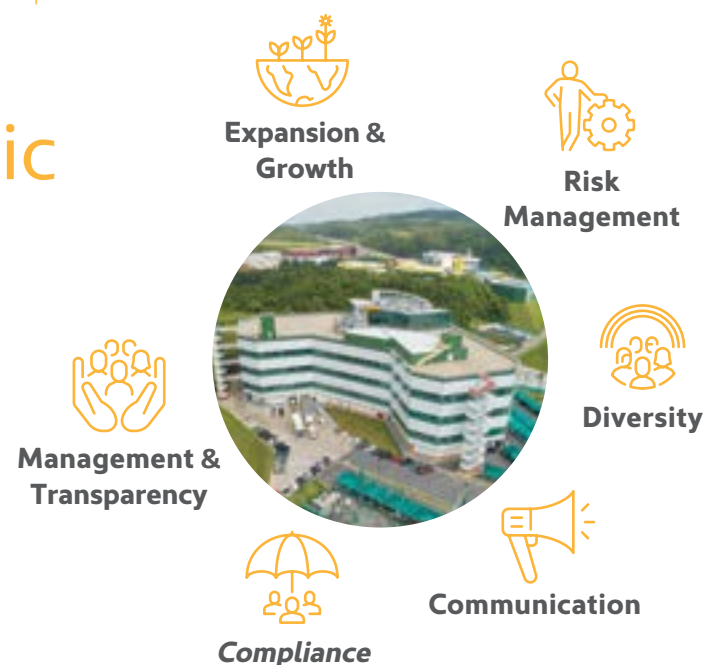 ic
Expansion &
Growth
Risk
Management
Diversity
Management &
Transparency
Communication
Compliance